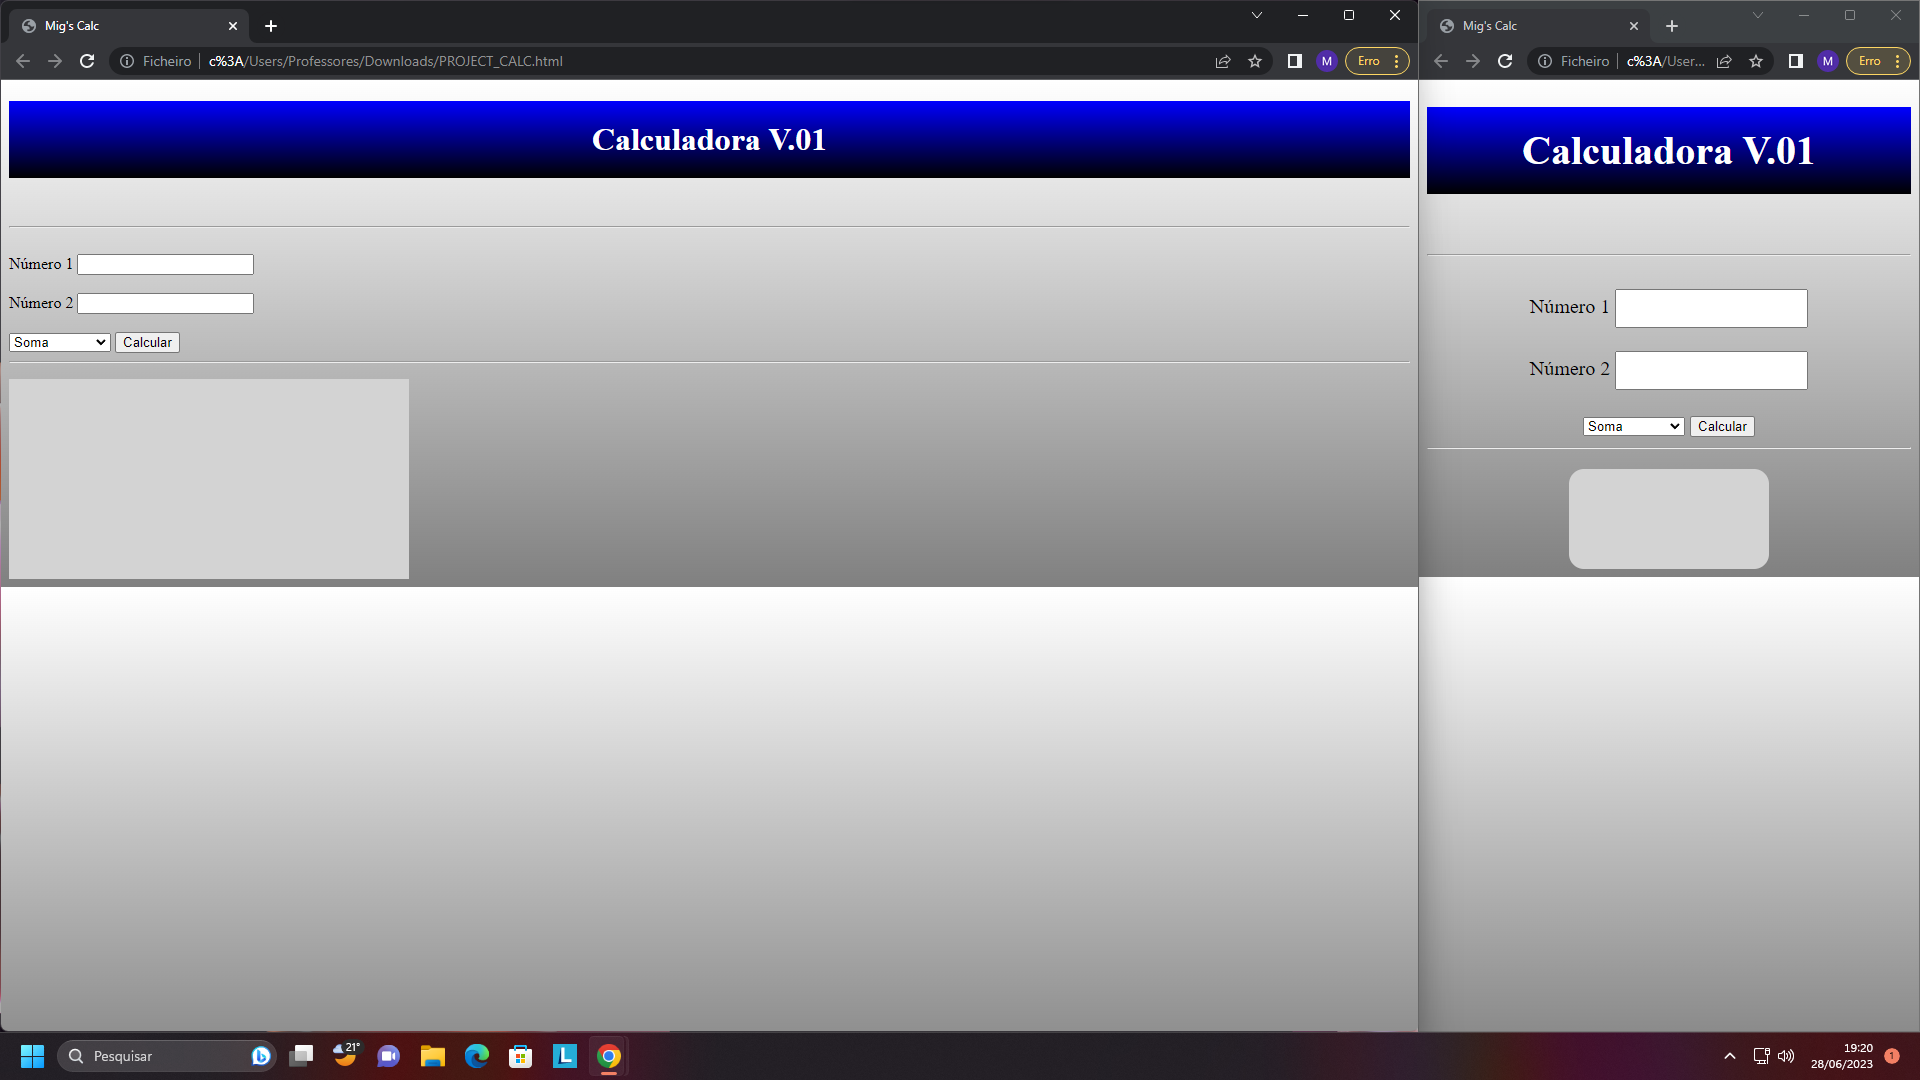 Mig's Calc
Ficheiro c%3A/Users/Professores/Downloads/PROJECT_CALC.html
M
Erro
Calculadora V.01
Número 1
Número 2
Soma
Calcular
Mig's Calc
Ficheiro c%3A/User...
M
Erro
Calculadora V.01
Número 1
Número 2
Soma
Calcular
Pesquisar
21°
L
19:20
28/06/2023
1